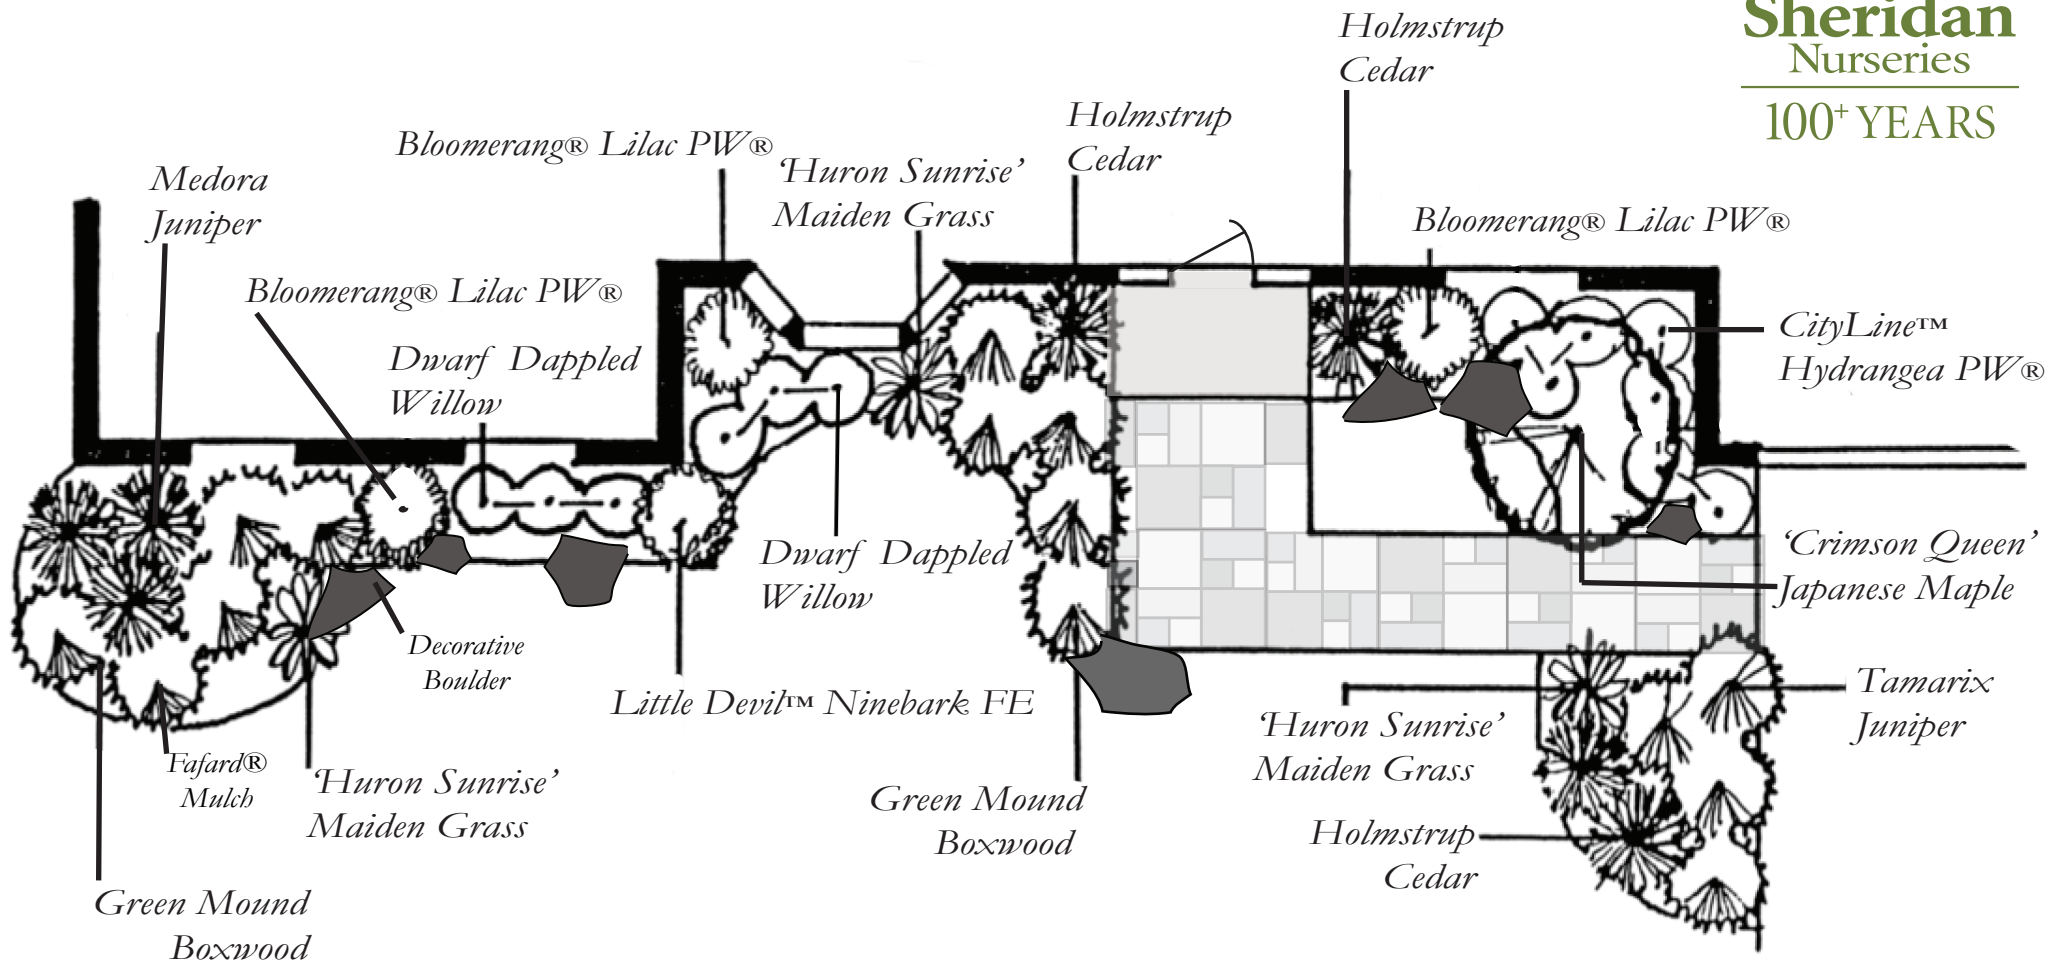 Sheridan
Nurseries
100+ YEARS
Holmstrup
Cedar
Holmstrup
Cedar
Bloomerang® Lilac PW®
'Huron Sunrise'
Maiden Grass
Medora
Juniper
Bloomerang® Lilac PW®
Bloomerang® Lilac PW®
Dwarf Dappled
Willow
CityLine™
Hydrangea PW®
Dwarf Dappled
Willow
'Crimson Queen'
Japanese Maple
Decorative
Boulder
Little Devil™ Ninebark FE
Tamarix
Juniper
'Huron Sunrise'
Maiden Grass
Fafard®
Mulch
'Huron Sunrise'
Maiden Grass
Green Mound
Boxwood
Holmstrup
Cedar
Green Mound
Boxwood